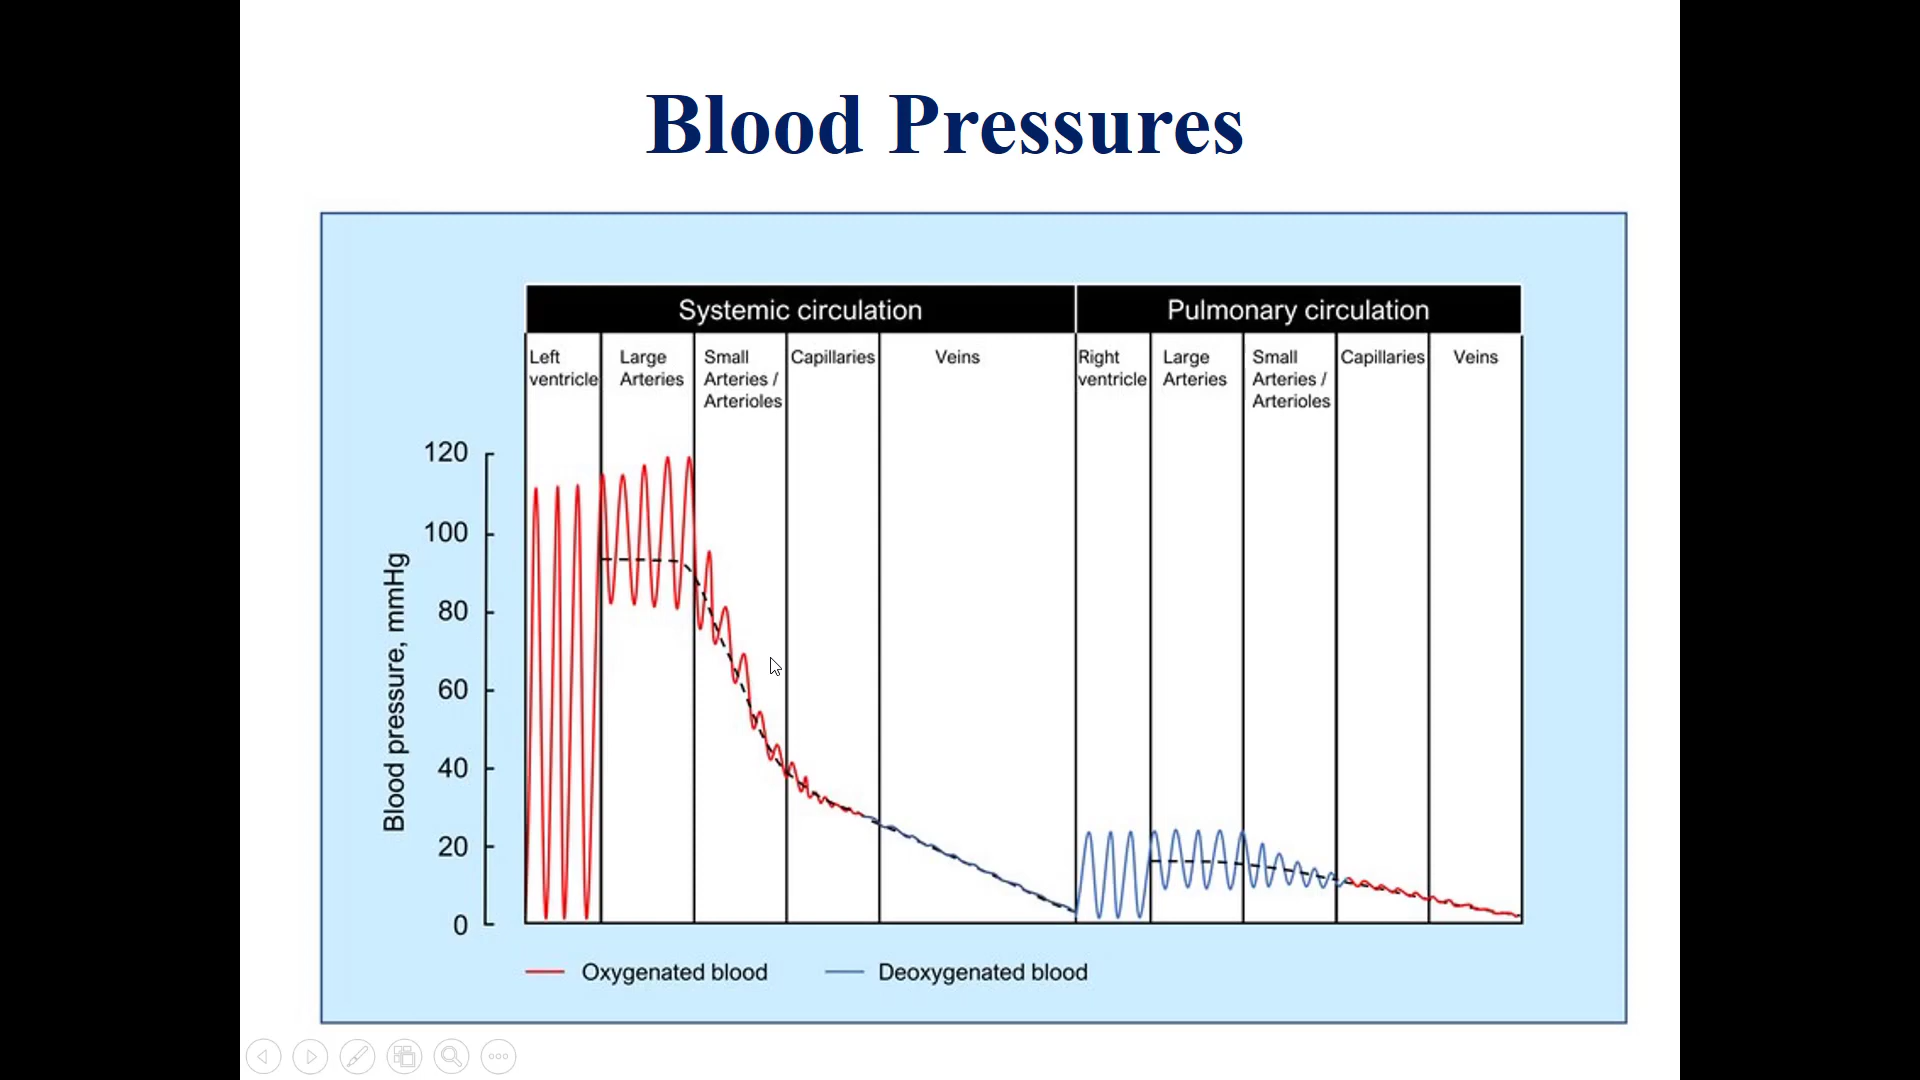 Blood Pressures
Systemic circulation
Pulmonary circulation
Left
ventricle
Large
Arteries
Small
Arteries /
Arterioles
Capillaries
Veins
Right
ventricle
Large
Arteries
Small
Arteries /
Arterioles
Capillaries
Veins
Blood pressure, mmHg
120
100
80
60
40
20
0
Oxygenated blood
Deoxygenated blood